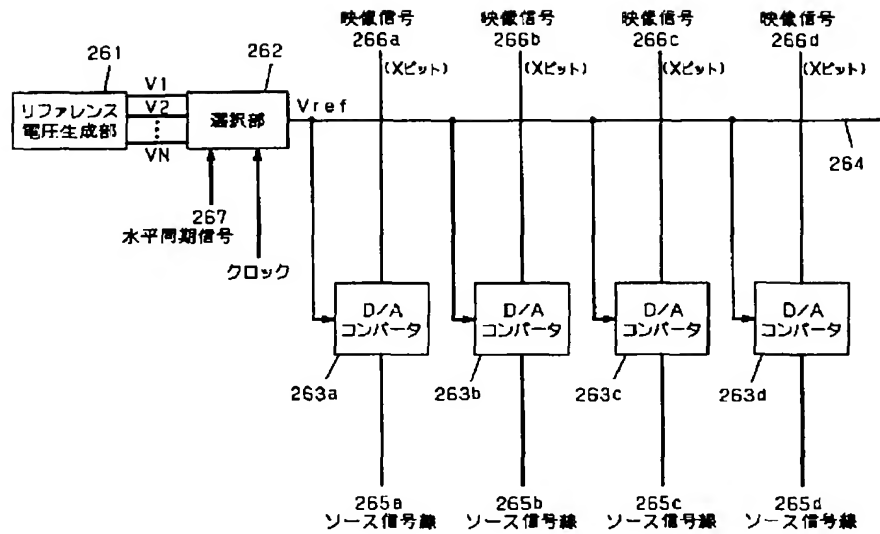 映像信号
266a
(Xビット)
映像信号
266b
(Xビット)
映像信号
266c
(Xビット)
映像信号
266d
(Xビット)
261
262
リファレンス
電圧生成部
V1
V2
VN
選択部
Vref
264
267
水平同期信号
クロック
D/A
コンバータ
D/A
コンバータ
D/A
コンバータ
D/A
コンバータ
263a
263b
263c
263d
265a
ソース信号線
265b
ソース信号線
265c
ソース信号線
265d
ソース信号線